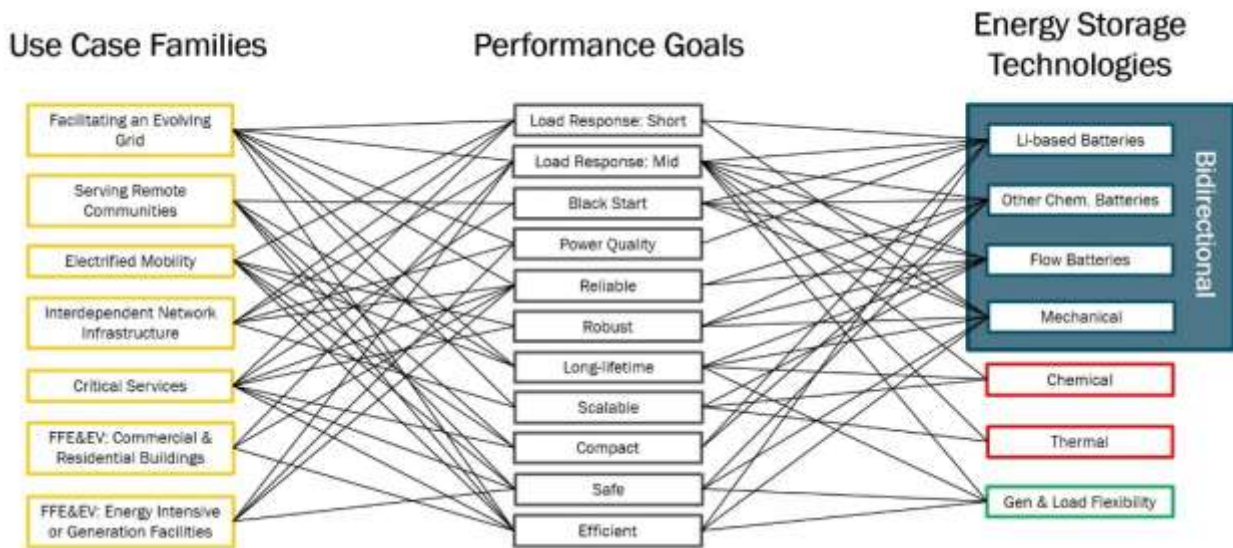 Use Case Families
Performance Goals
Energy Storage
Technologies
Facilitating an Evolving
Grid
Serving Remote
Communities
Electrified Mobility
Interdependent Network
Infrastructure
Critical Services
FFE&EV: Commercial &
Residential Buildings
FFE&EV: Energy Intensive
or Generation Facilities
Load Response: Short
Load Response: Mid
Black Start
Power Quality
Reliable
Robust
Long-lifetime
Scalable
Compact
Safe
Efficient
Li-based Batteries
Other Chem. Batteries
Flow Batteries
Mechanical
Bidirectional
Chemical
Thermal
Gen & Load Flexibility